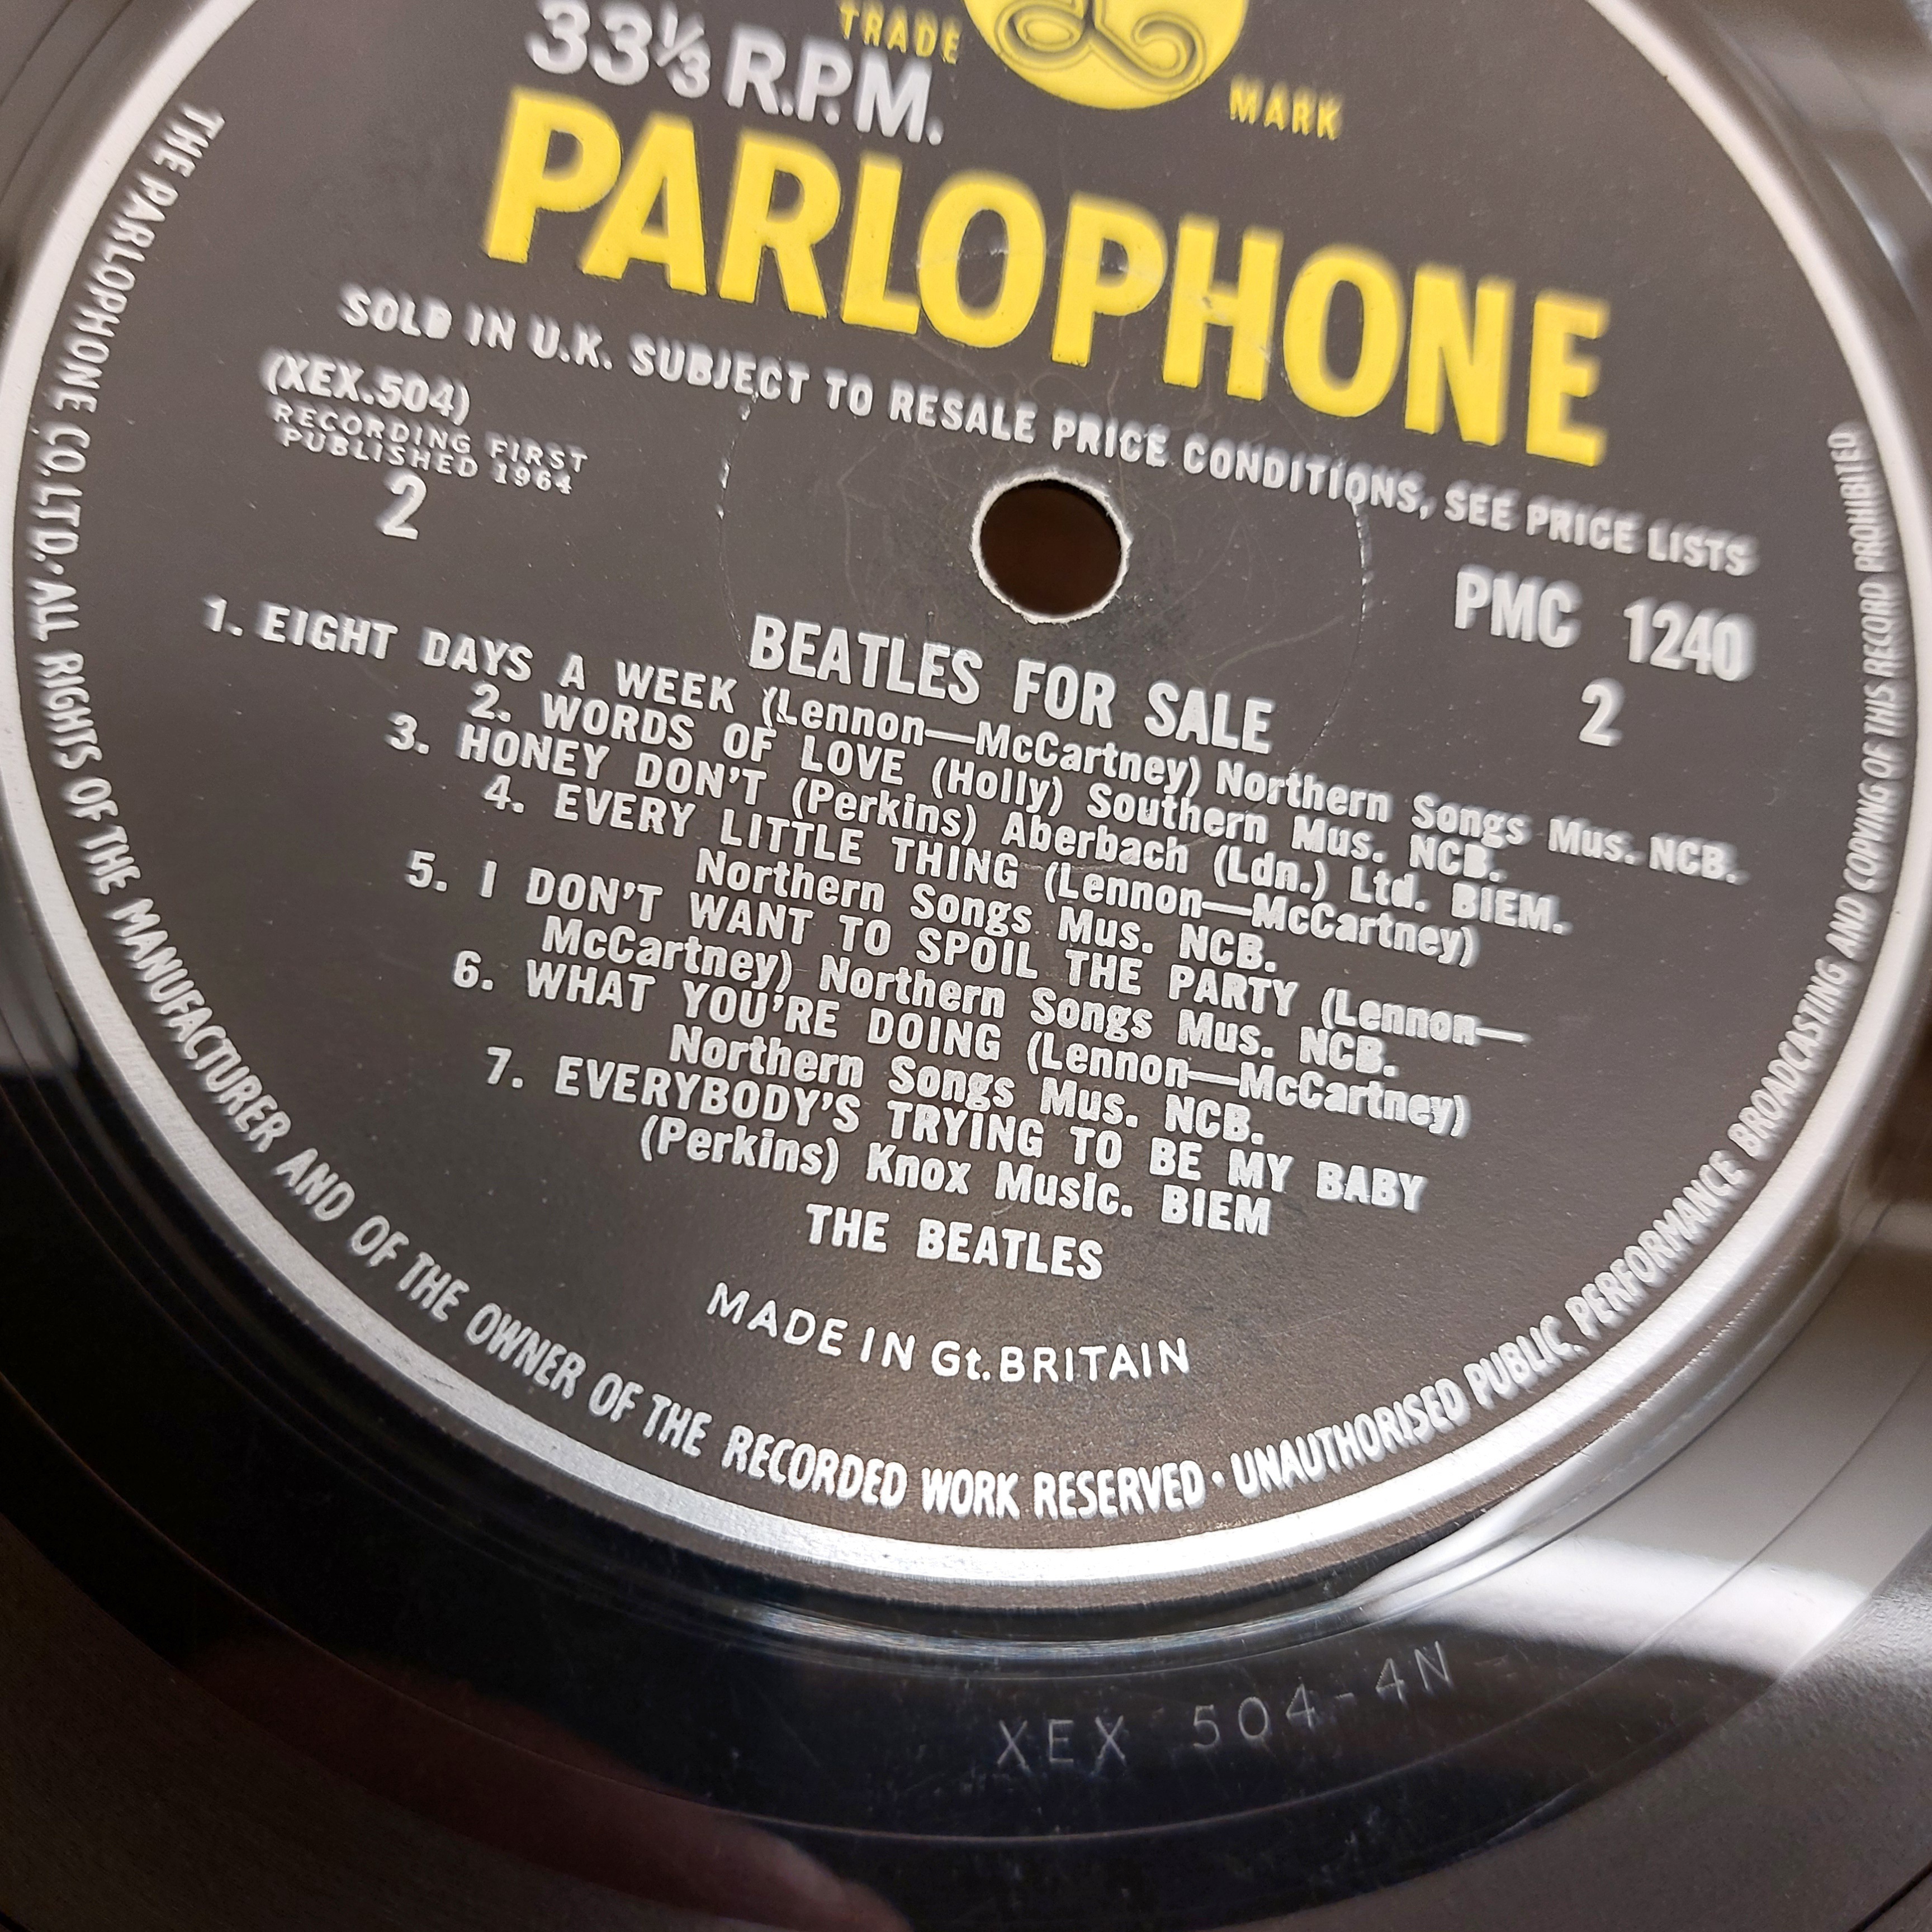 TRADE MARK
33⅓ R.P.M.
PARLOPHONE
SOLD IN U.K. SUBJECT TO RESALE PRICE CONDITIONS, SEE PRICE LISTS
(XEX.504)
RECORDING FIRST
PUBLISHED 1964
2
PMC 1240
2
BEATLES FOR SALE
1. EIGHT DAYS A WEEK (Lennon—McCartney) Northern Songs Mus. NCB.
2. WORDS OF LOVE (Holly) Southern Mus. NCB.
3. HONEY DON'T (Perkins) Aberbach (Ldn.) Ltd. BIEM.
4. EVERY LITTLE THING (Lennon—McCartney)
Northern Songs Mus. NCB.
5. I DON'T WANT TO SPOIL THE PARTY (Lennon—
McCartney) Northern Songs Mus. NCB.
6. WHAT YOU'RE DOING (Lennon—McCartney)
Northern Songs Mus. NCB.
7. EVERYBODY'S TRYING TO BE MY BABY
(Perkins) Knox Music. BIEM
THE BEATLES
MADE IN Gt. BRITAIN
THE PARLOPHONE CO. LTD. · ALL RIGHTS OF THE MANUFACTURER AND OF THE OWNER OF THE RECORDED WORK RESERVED · UNAUTHORISED PUBLIC PERFORMANCE BROADCASTING AND COPYING OF THIS RECORD PROHIBITED
XEX 504-4N